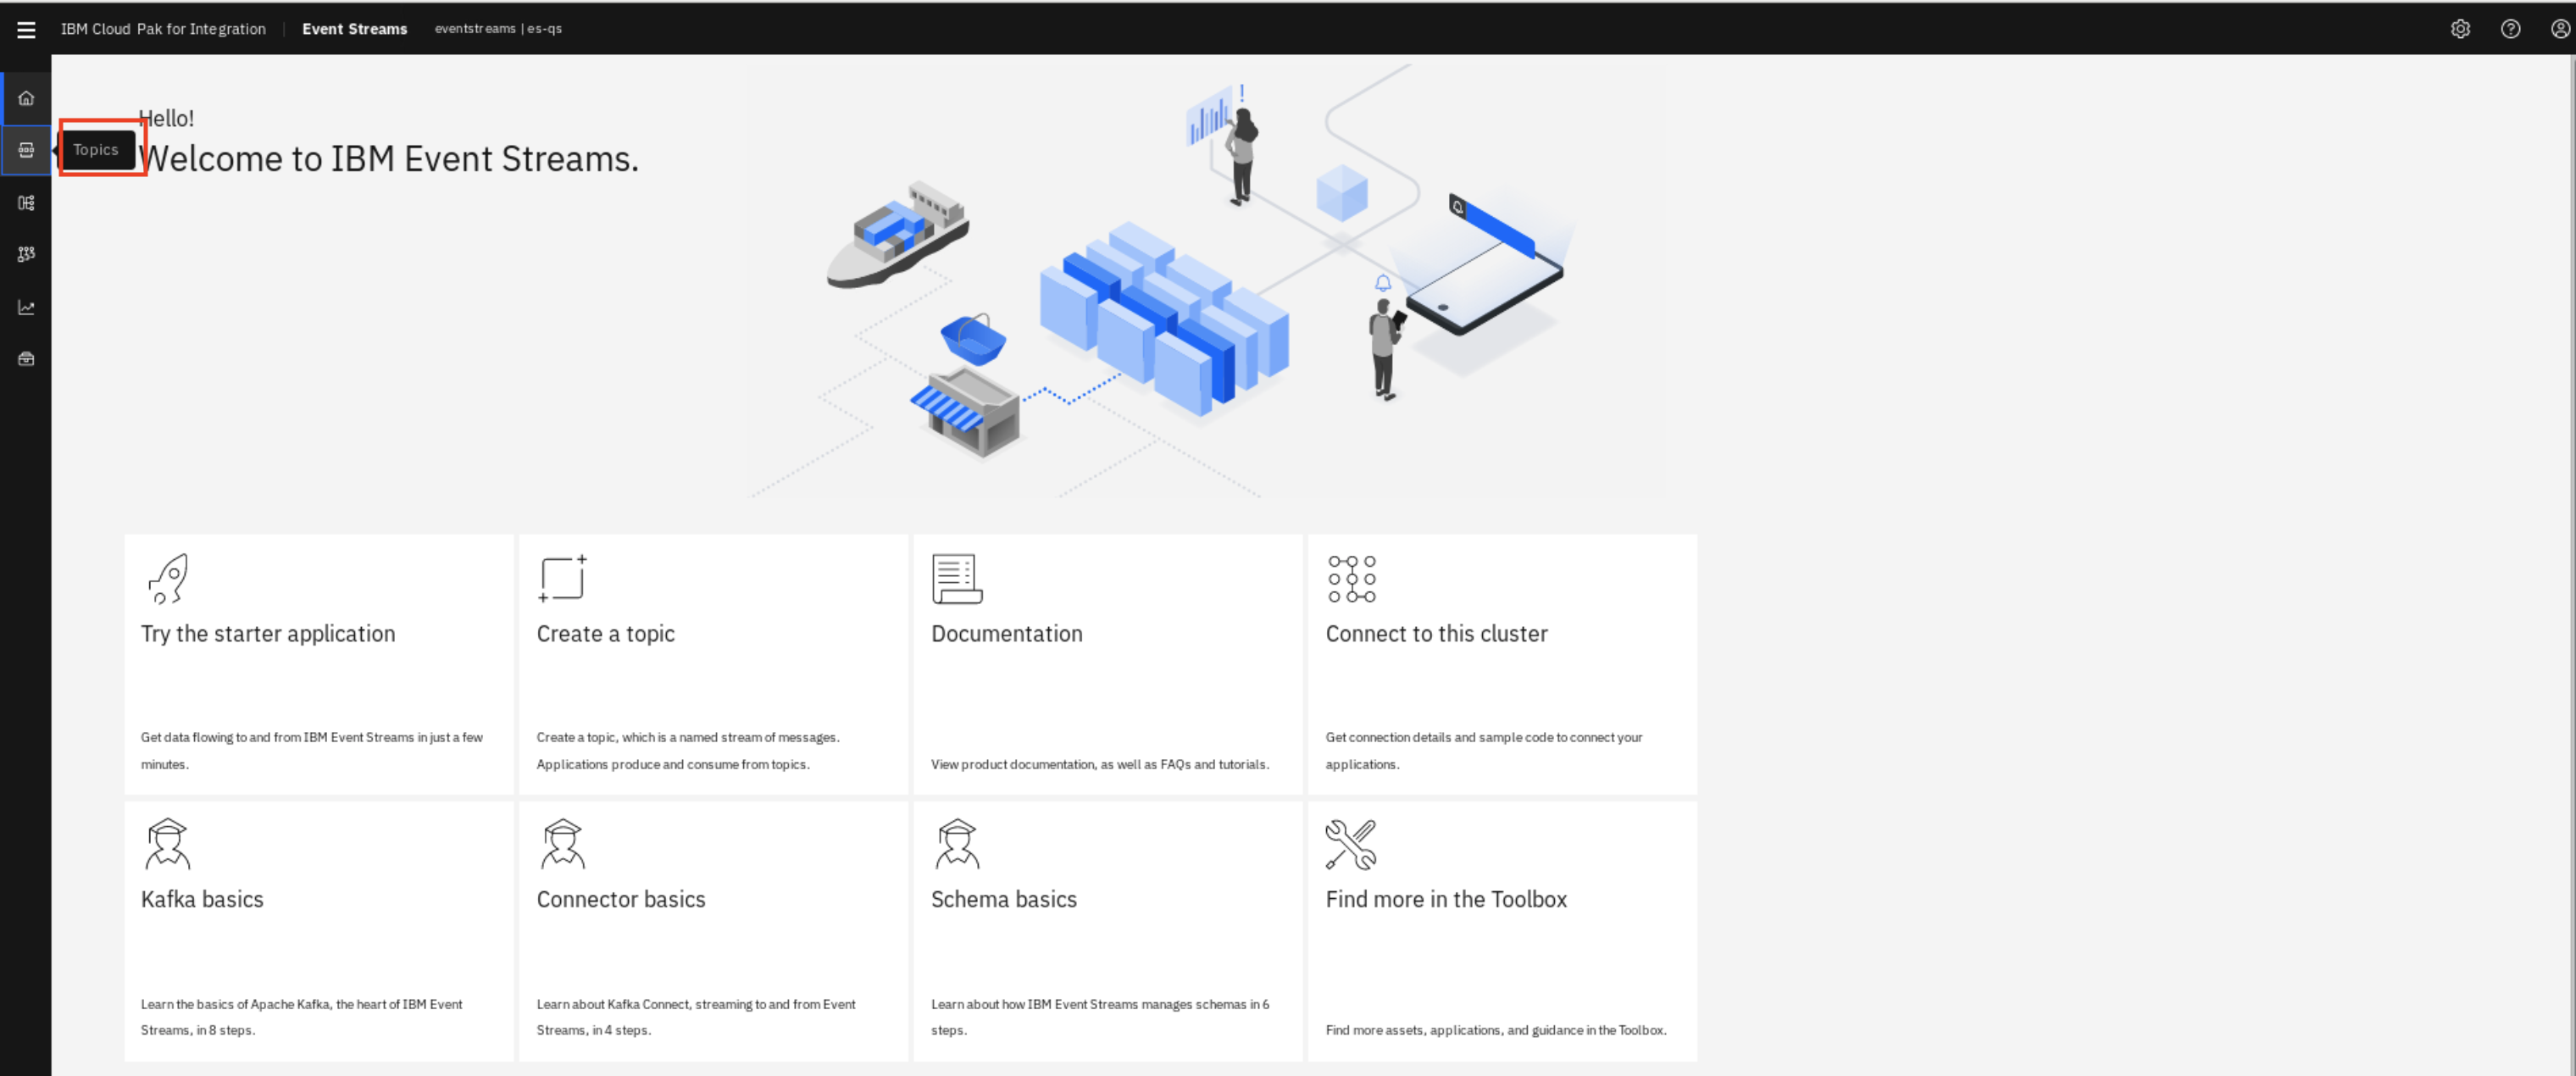 IBM Cloud Pak for Integration | Event Streams eventstreams | es-qs
Hello!
Topics
Welcome to IBM Event Streams.
Try the starter application
Get data flowing to and from IBM Event Streams in just a few
minutes.
Create a topic
Create a topic, which is a named stream of messages.
Applications produce and consume from topics.
Documentation
View product documentation, as well as FAQs and tutorials.
Connect to this cluster
Get connection details and sample code to connect your
applications.
Kafka basics
Learn the basics of Apache Kafka, the heart of IBM Event
Streams, in 8 steps.
Connector basics
Learn about Kafka Connect, streaming to and from Event
Streams, in 4 steps.
Schema basics
Learn about how IBM Event Streams manages schemas in 6
steps.
Find more in the Toolbox
Find more assets, applications, and guidance in the Toolbox.